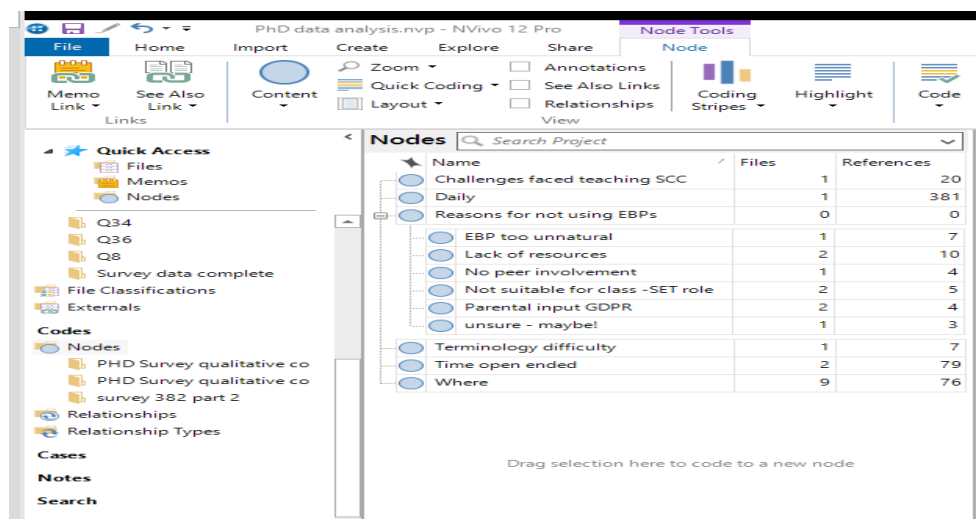 PhD data analysis.nvp - NVivo 12 Pro
Node Tools
File Home Import Create Explore Share Node
Memo Link
See Also Link
Content
Zoom
Quick Coding
Layout
Annotations
See Also Links
Relationships
Coding Stripes
Highlight
Code
Links
View
Quick Access
Files
Memos
Nodes
Q34
Q36
Q8
Survey data complete
File Classifications
Externals
Codes
Nodes
PHD Survey qualitative co
PHD Survey qualitative co
survey 382 part 2
Relationships
Relationship Types
Cases
Notes
Search
Nodes Search Project
Name Files References
Challenges faced teaching SCC 1 20
Daily 1 381
Reasons for not using EBPs 0 0
EBP too unnatural 1 7
Lack of resources 2 10
No peer involvement 1 4
Not suitable for class -SET role 2 5
Parental input GDPR 2 4
unsure - maybe! 1 3
Terminology difficulty 1 7
Time open ended 2 79
Where 9 76
Drag selection here to code to a new node